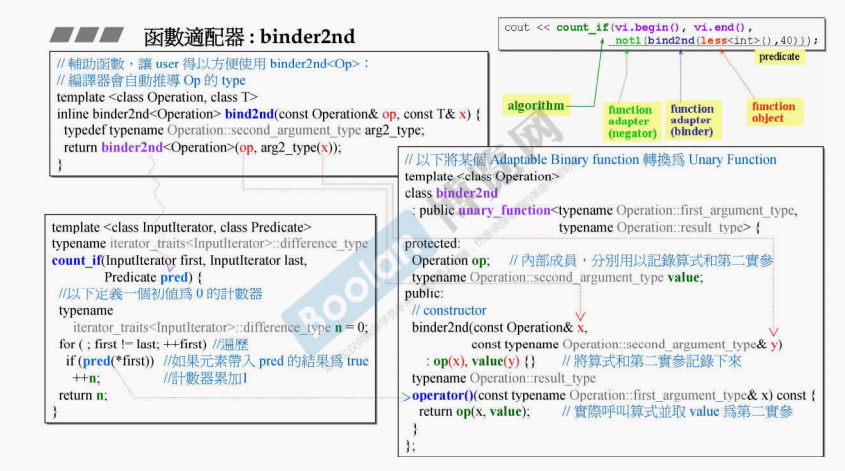 函數適配器 : binder2nd
cout << count_if(vi.begin(), vi.end(),
not1(bind2nd(less<int>(),40)));
predicate
algorithm
function
adapter
(negator)
function
adapter
(binder)
function
object
// 輔助函數，讓 user 得以方便使用 binder2nd<Op>：
// 編譯器會自動推導 Op 的 type
template <class Operation, class T>
inline binder2nd<Operation> bind2nd(const Operation& op, const T& x) {
typedef typename Operation::second_argument_type arg2_type;
return binder2nd<Operation>(op, arg2_type(x));
}
template <class InputIterator, class Predicate>
typename iterator_traits<InputIterator>::difference_type
count_if(InputIterator first, InputIterator last,
Predicate pred) {
//以下定義一個初值為 0 的計數器
typename
iterator_traits<InputIterator>::difference_type n = 0;
for ( ; first != last; ++first) //遍歷
if (pred(*first)) //如果元素帶入 pred 的結果爲 true
++n; //計數器累加1
return n;
}
// 以下將某個 Adaptable Binary function 轉換爲 Unary Function
template <class Operation>
class binder2nd
: public unary_function<typename Operation::first_argument_type,
typename Operation::result_type> {
protected:
Operation op; // 內部成員，分別用以記錄算式和第二實參
typename Operation::second_argument_type value;
public:
// constructor
binder2nd(const Operation& x,
const typename Operation::second_argument_type& y)
: op(x), value(y) {} // 將算式和第二實參記錄下來
typename Operation::result_type
operator()(const typename Operation::first_argument_type& x) const {
return op(x, value); // 實際呼叫算式並取 value 爲第二實參
}
};
Boolan
博覽网